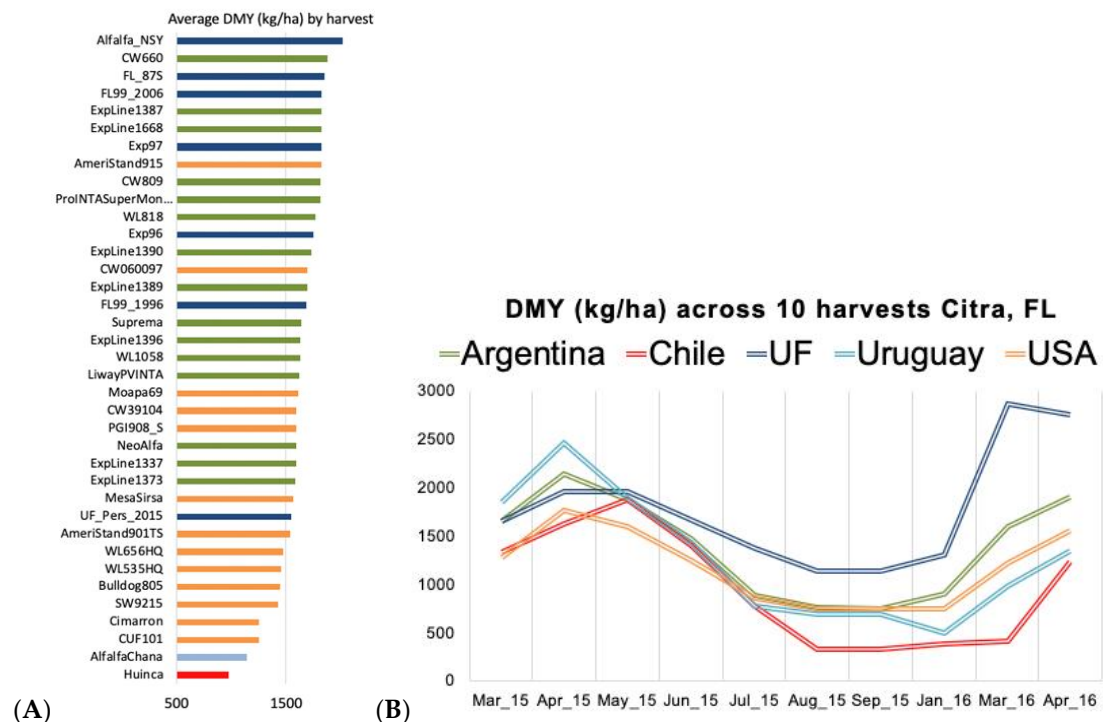 Average DMY (kg/ha) by harvest
Alfalfa_NSY
CW660
FL_87S
FL99_2006
ExpLine1387
ExpLine1668
Exp97
AmeriStand915
CW809
ProINTASuperMon...
WL818
Exp96
ExpLine1390
CW060097
ExpLine1389
FL99_1996
Suprema
ExpLine1396
WL1058
LiwayPVINTA
Moapa69
CW39104
PGI908_S
NeoAlfa
ExpLine1337
ExpLine1373
MesaSirsa
UF_Pers_2015
AmeriStand901TS
WL656HQ
WL535HQ
Bulldog805
SW9215
Cimarron
CUF101
AlfalfaChana
Huinca
500 1500
(A)
DMY (kg/ha) across 10 harvests Citra, FL
Argentina Chile UF Uruguay USA
3000
2500
2000
1500
1000
500
0
Mar_15 Apr_15 May_15 Jun_15 Jul_15 Aug_15 Sep_15 Jan_16 Mar_16 Apr_16
(B)